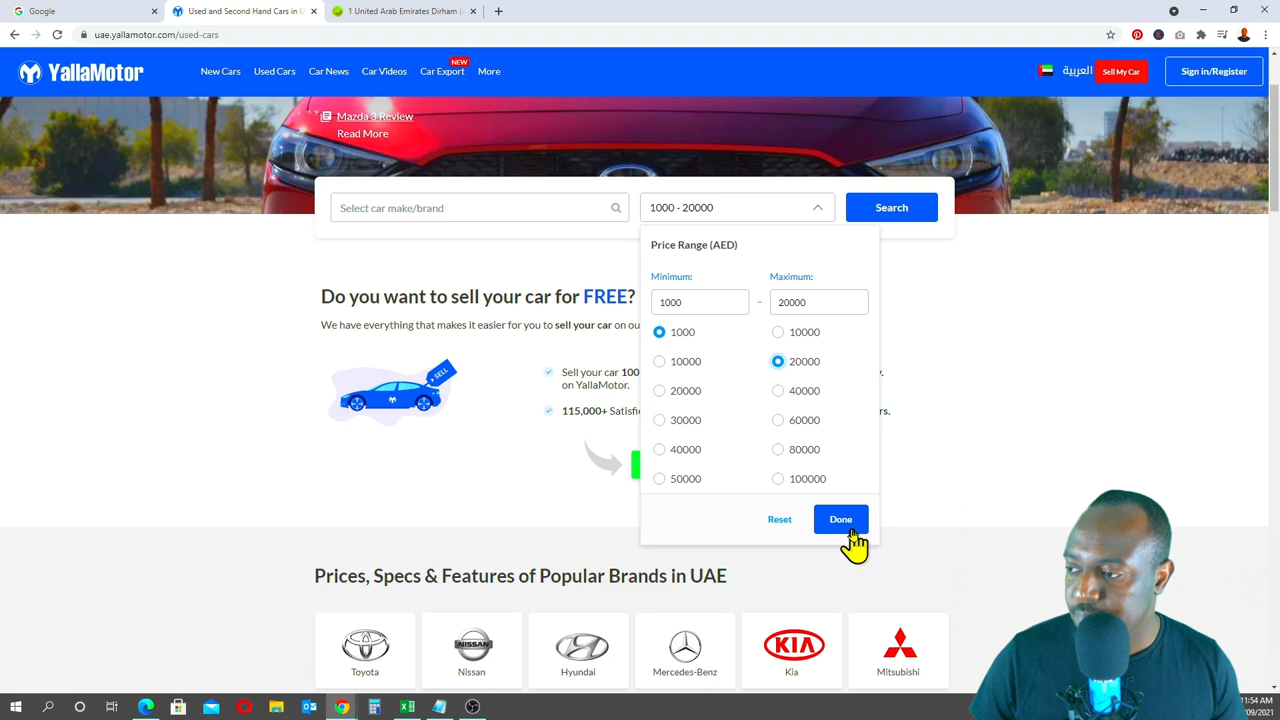 Google
Used and Second Hand Cars in U
1 United Arab Emirates Dirham (
uae.yallamotor.com/used-cars
YallaMotor
New Cars
Used Cars
Car News
Car Videos
Car Export
NEW
More
العربية
Sell My Car
Sign in/Register
Mazda 3 Review
Read More
Select car make/brand
1000 - 20000
Search
Price Range (AED)
Minimum:
Maximum:
1000
–
20000
1000
10000
10000
20000
20000
40000
30000
60000
40000
80000
50000
100000
Reset
Done
Do you want to sell your car for FREE?
We have everything that makes it easier for you to sell your car on ou
SELL
Sell your car 100
on YallaMotor.
115,000+ Satisfi
Prices, Specs & Features of Popular Brands in UAE
Toyota
NISSAN
Nissan
Hyundai
Mercedes-Benz
KIA
Kia
Mitsubishi
:54 AM
/09/2021